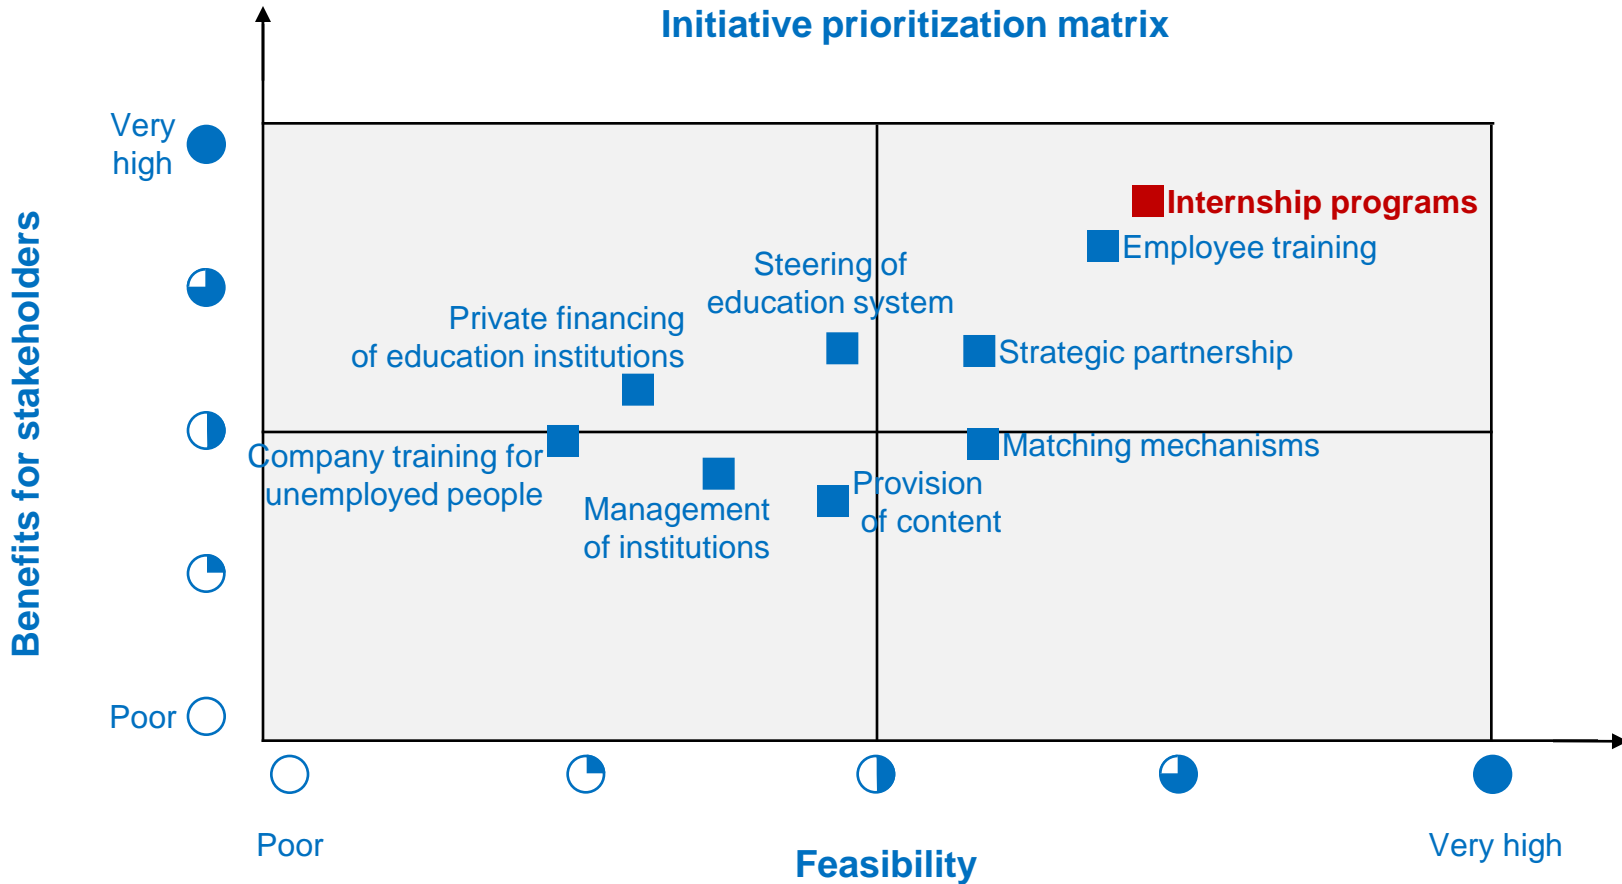 Initiative prioritization matrix
Very
high
Internship programs
Employee training
Steering of
education system
Private financing
of education institutions
Strategic partnership
Benefits for stakeholders
Company training for
unemployed people
Matching mechanisms
Management
of institutions
Provision
of content
Poor
Poor
Feasibility
Very high